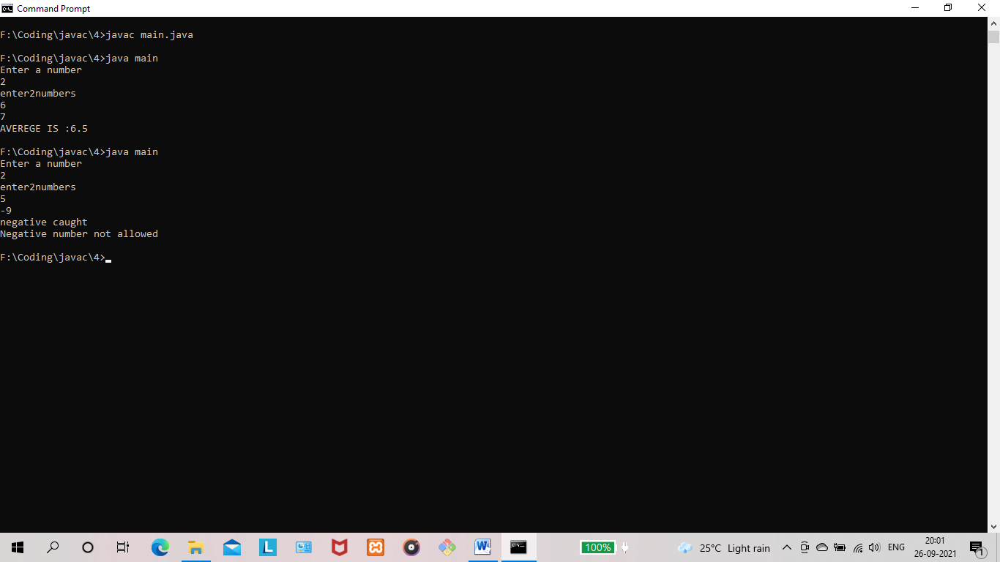 Command Prompt
F:\Coding\javac\4>javac main.java
F:\Coding\javac\4>java main
Enter a number
2
enter2numbers
6
7
AVEREGE IS :6.5
F:\Coding\javac\4>java main
Enter a number
2
enter2numbers
5
-9
negative caught
Negative number not allowed
F:\Coding\javac\4>
100% 25°C Light rain ENG 20:01
26-09-2021
1